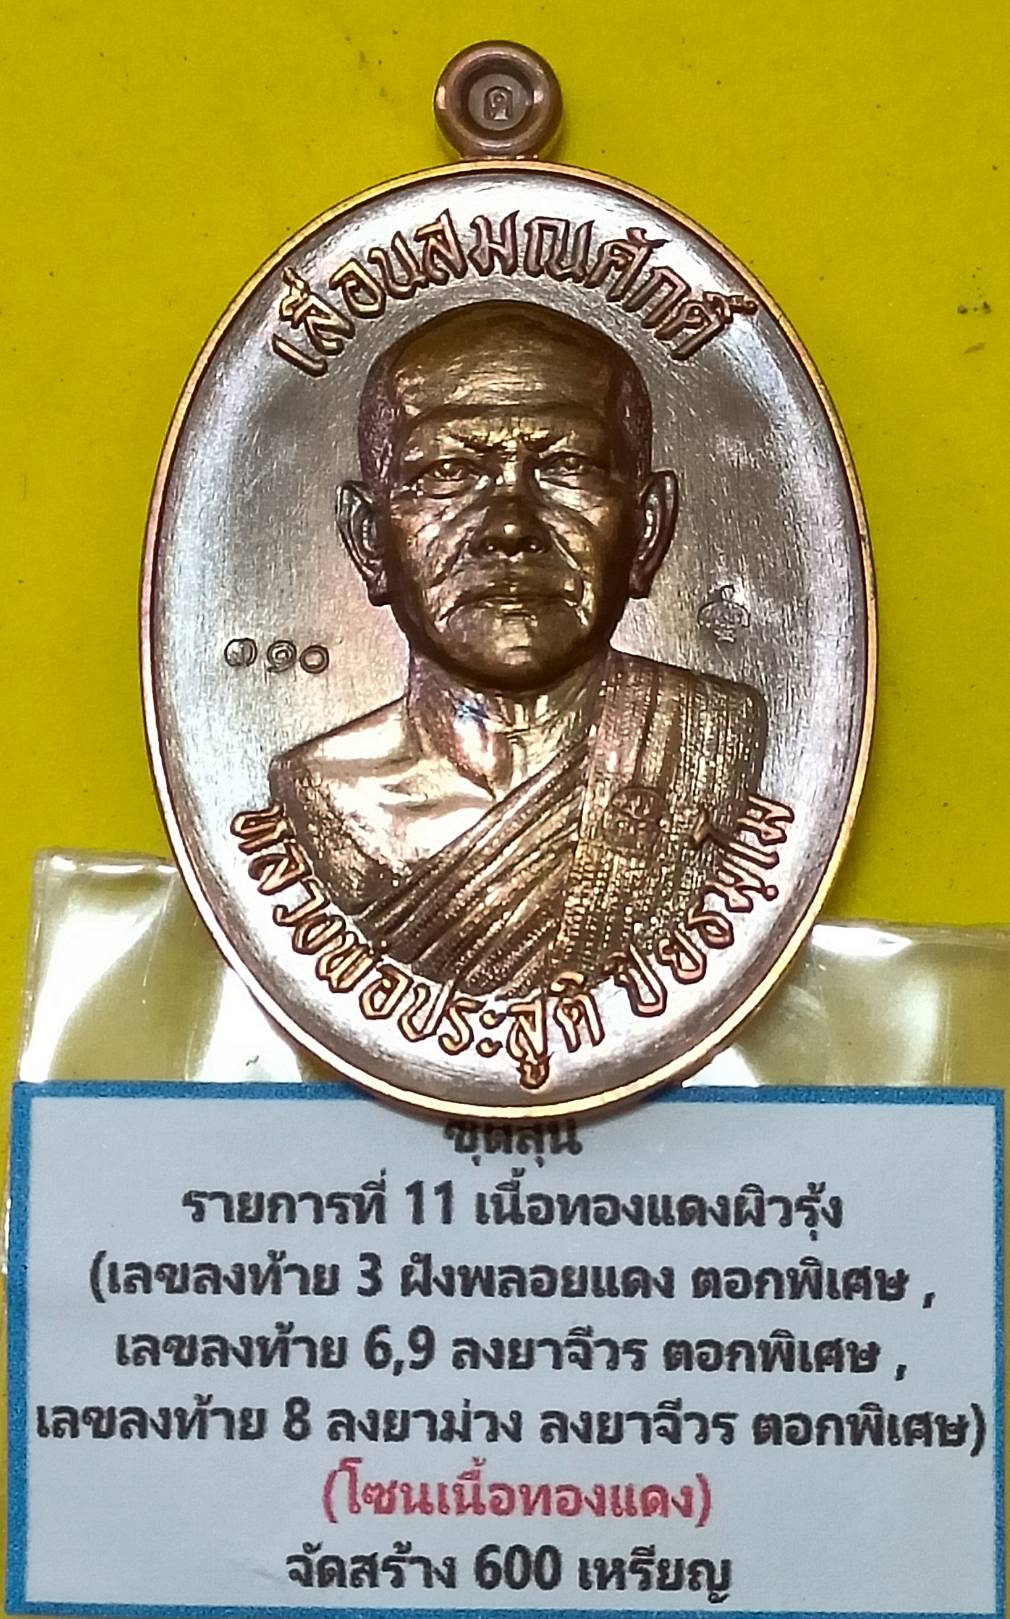 ด
เลื่อนสมณศักดิ์
๓๑๐
หลวงพ่อประสูติ ปิยธมฺโม
ชุดลุ้น
รายการที่ 11 เนื้อทองแดงผิวรุ้ง
(เลขลงท้าย 3 ฝังพลอยแดง ตอกพิเศษ ,
เลขลงท้าย 6,9 ลงยาจีวร ตอกพิเศษ ,
เลขลงท้าย 8 ลงยาม่วง ลงยาจีวร ตอกพิเศษ)
(โซนเนื้อทองแดง)
จัดสร้าง 600 เหรียญ